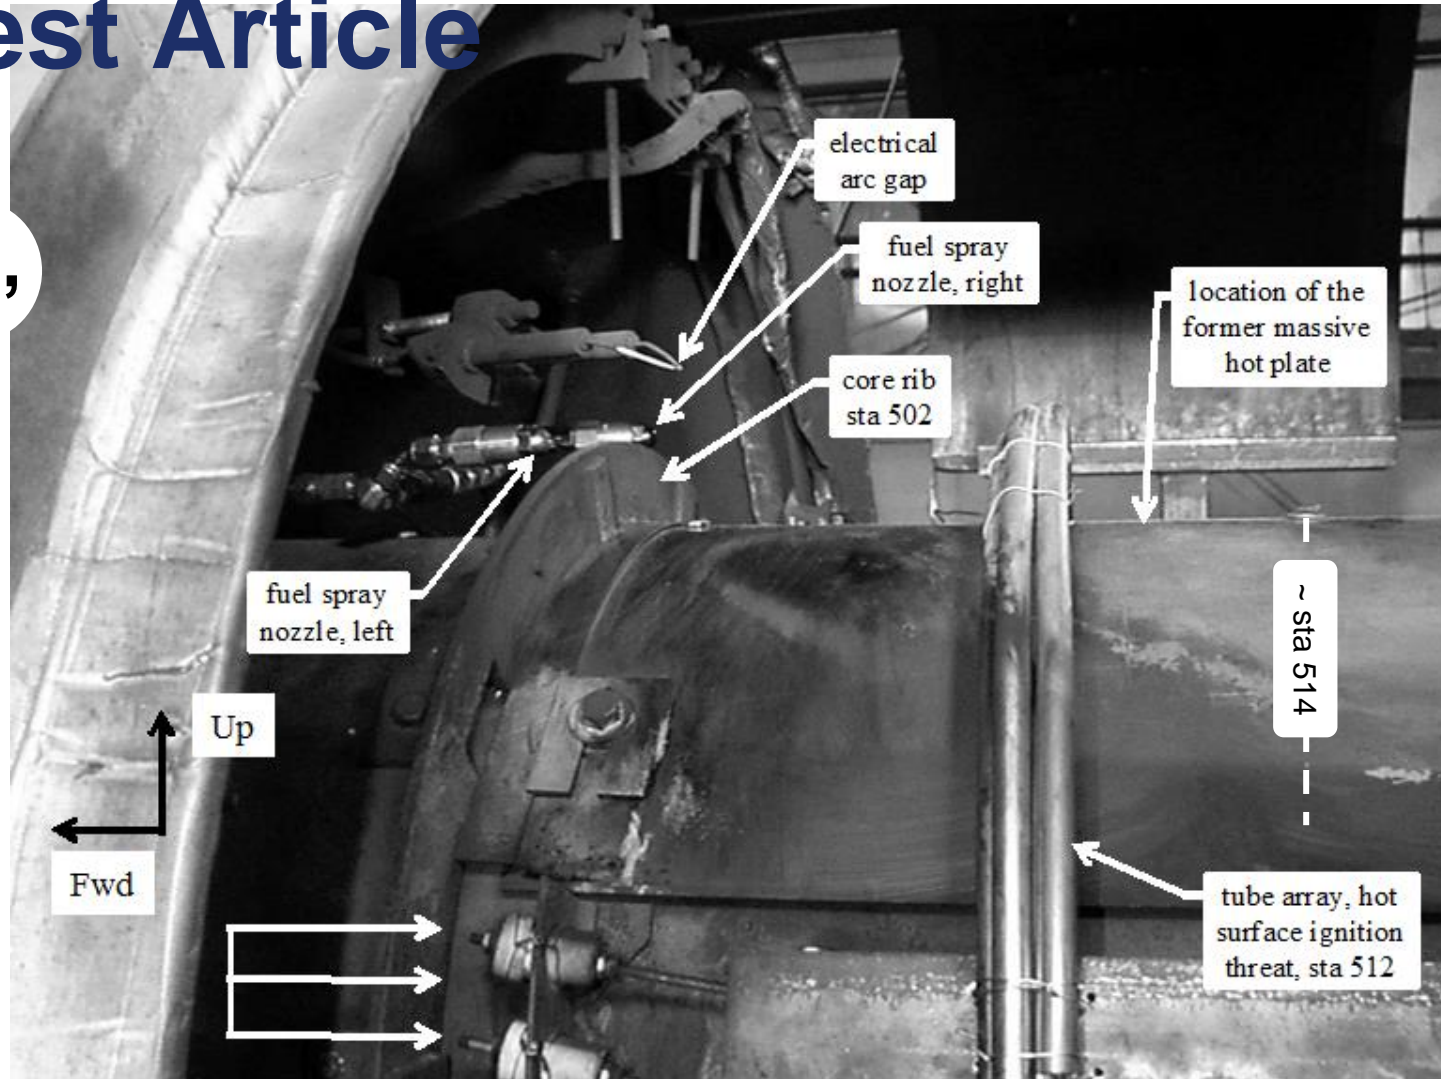 est Article
,
electrical
arc gap
fuel spray
nozzle, right
location of the
former massive
hot plate
core rib
sta 502
fuel spray
nozzle, left
~ sta 514
Up
Fwd
tube array, hot
surface ignition
threat, sta 512